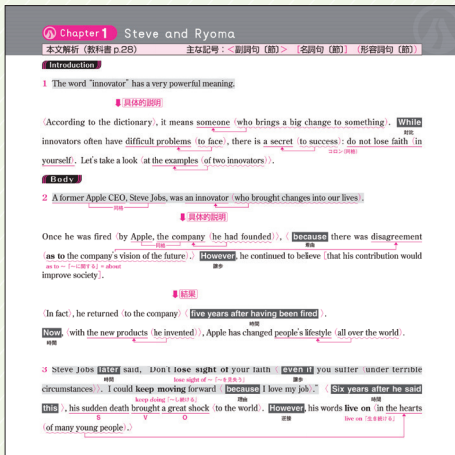 Chapter 1 Steve and Ryoma
本文解析(教科書 p.28) 主な記号:<副詞句(節)> [名詞句(節)] (形容詞句(節))
Introduction
1 The word "innovator" has a very powerful meaning.
具体的説明
〈According to the dictionary〉, it means someone (who brings a big change to something). While
対比
innovators often have difficult problems (to face), there is a secret (to success): do not lose faith 〈in
コロン(同格)
yourself〉. Let's take a look 〈at the examples (of two innovators)〉.
Body
2 A former Apple CEO, Steve Jobs, was an innovator (who brought changes into our lives).
同格
具体的説明
Once he was fired 〈by Apple, the company (he had founded)〉, 〈 because there was disagreement
同格 理由
(as to the company's vision of the future).〉 However, he continued to believe [that his contribution would
as to ~「~に関する」= about 譲歩
improve society].
結果
〈In fact〉, he returned 〈to the company〉 〈 five years after having been fired 〉.
時間
Now, 〈with the new products (he invented)〉, Apple has changed people's lifestyle 〈all over the world〉.
時間
3 Steve Jobs later said, "Don't lose sight of your faith 〈 even if you suffer 〈under terrible
時間 lose sight of ~「~を見失う」 譲歩
circumstances〉〉. I could keep moving forward 〈 because I love my job〉." 〈 Six years after he said
keep doing「~し続ける」 理由 時間
this 〉, his sudden death brought a great shock 〈to the world〉. However, his words live on 〈in the hearts
S V O 逆接 live on「生き続ける」
(of many young people).〉